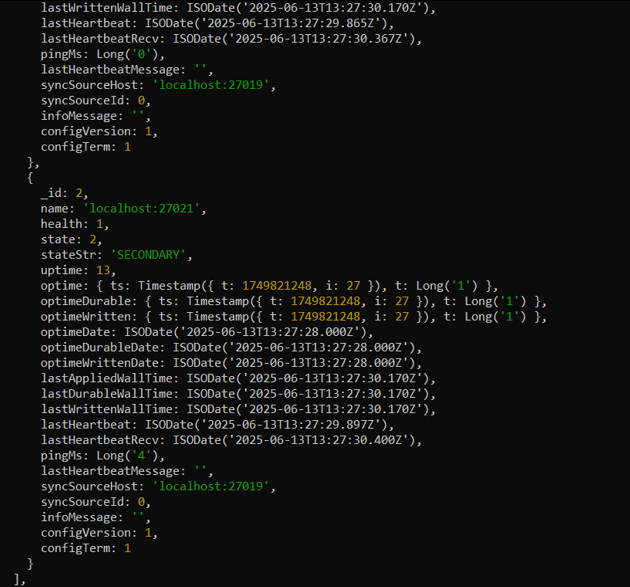 lastWrittenWallTime: ISODate('2025-06-13T13:27:30.170Z'),
lastHeartbeat: ISODate('2025-06-13T13:27:29.865Z'),
lastHeartbeatRecv: ISODate('2025-06-13T13:27:30.367Z'),
pingMs: Long('0'),
lastHeartbeatMessage: '',
syncSourceHost: 'localhost:27019',
syncSourceId: 0,
infoMessage: '',
configVersion: 1,
configTerm: 1
},
{
_id: 2,
name: 'localhost:27021',
health: 1,
state: 2,
stateStr: 'SECONDARY',
uptime: 13,
optime: { ts: Timestamp({ t: 1749821248, i: 27 }), t: Long('1') },
optimeDurable: { ts: Timestamp({ t: 1749821248, i: 27 }), t: Long('1') },
optimeWritten: { ts: Timestamp({ t: 1749821248, i: 27 }), t: Long('1') },
optimeDate: ISODate('2025-06-13T13:27:28.000Z'),
optimeDurableDate: ISODate('2025-06-13T13:27:28.000Z'),
optimeWrittenDate: ISODate('2025-06-13T13:27:28.000Z'),
lastAppliedWallTime: ISODate('2025-06-13T13:27:30.170Z'),
lastDurableWallTime: ISODate('2025-06-13T13:27:30.170Z'),
lastWrittenWallTime: ISODate('2025-06-13T13:27:30.170Z'),
lastHeartbeat: ISODate('2025-06-13T13:27:29.897Z'),
lastHeartbeatRecv: ISODate('2025-06-13T13:27:30.400Z'),
pingMs: Long('4'),
lastHeartbeatMessage: '',
syncSourceHost: 'localhost:27019',
syncSourceId: 0,
infoMessage: '',
configVersion: 1,
configTerm: 1
}
],